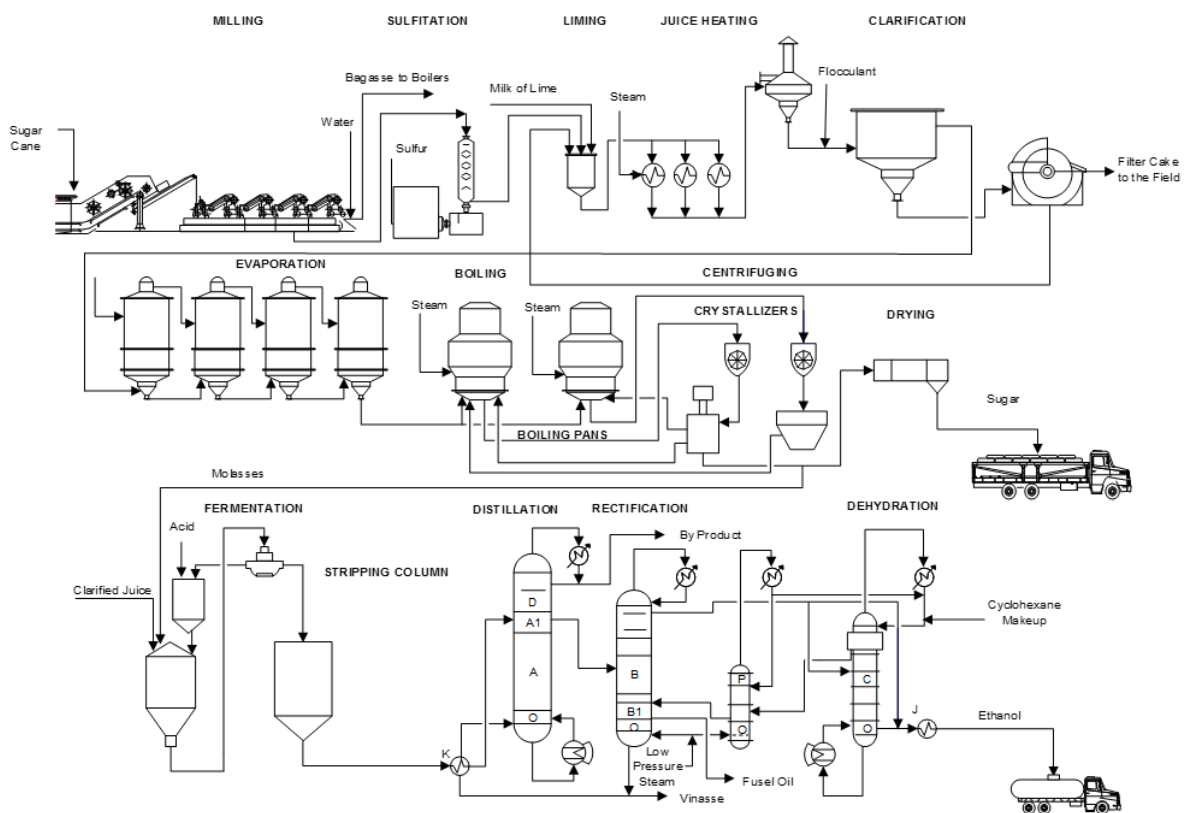 MILLING
SULFITATION
LIMING
JUICE HEATING
CLARIFICATION
Bagasse to Boilers
Milk of Lime
Steam
Flocculant
Water
Sugar
Cane
Sulfur
Filter Cake
to the Field
EVAPORATION
BOILING
CENTRIFUGING
Steam
Steam
CRYSTALLIZERS
DRYING
Sugar
BOILING PANS
Molasses
FERMENTATION
DISTILLATION
RECTIFICATION
DEHYDRATION
Acid
By Product
STRIPPING COLUMN
Clarified Juice
D
A1
Cyclohexane
Makeup
A
B
P
C
B1
O
O
O
O
J
Ethanol
K
Low
Pressure
Steam
Fusel Oil
Vinasse